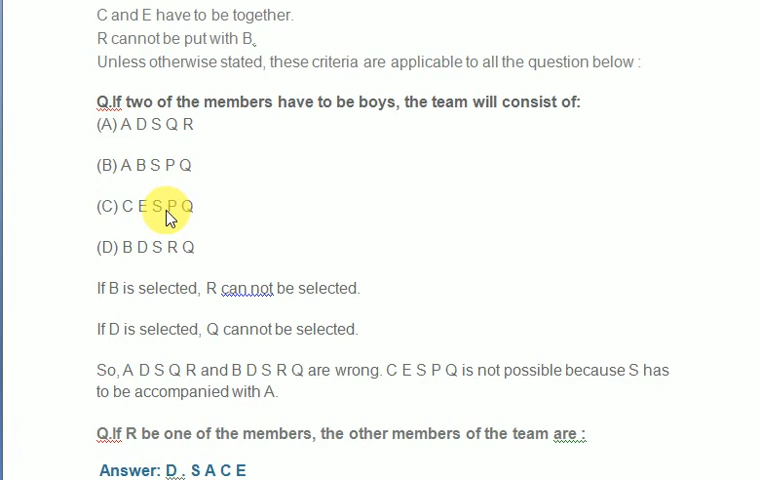 C and E have to be together.
R cannot be put with B.
Unless otherwise stated, these criteria are applicable to all the question below :
Q.If two of the members have to be boys, the team will consist of:
(A) A D S Q R
(B) A B S P Q
(C) C E S P Q
(D) B D S R Q
If B is selected, R can not be selected.
If D is selected, Q cannot be selected.
So, A D S Q R and B D S R Q are wrong. C E S P Q is not possible because S has
to be accompanied with A.
Q.If R be one of the members, the other members of the team are :
Answer: D . S A C E